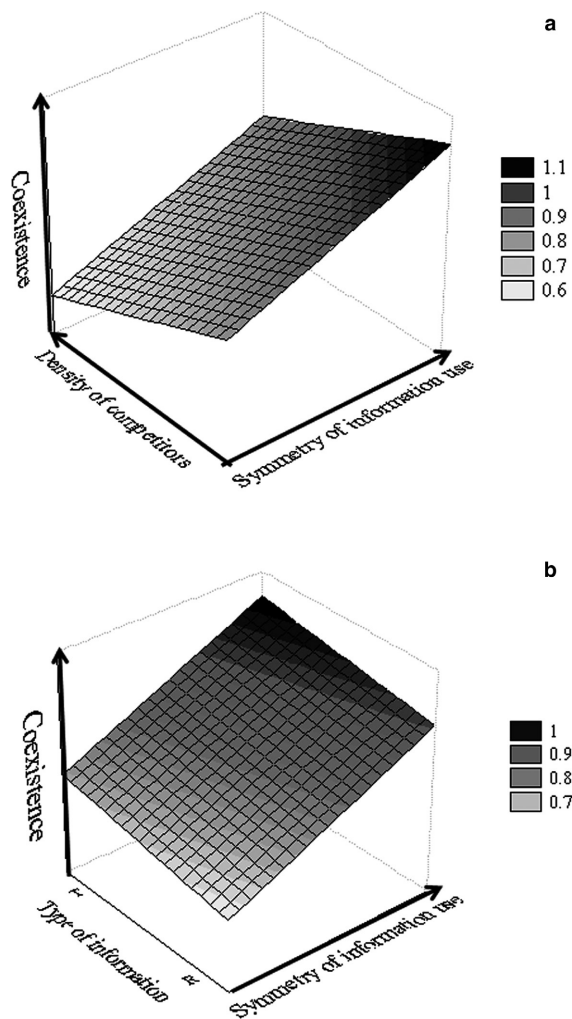 a
Coexistence
1.1
1
0.9
0.8
0.7
0.6
Density of competitors
Symmetry of information use
b
Coexistence
1
0.9
0.8
0.7
Type of information
Symmetry of information use